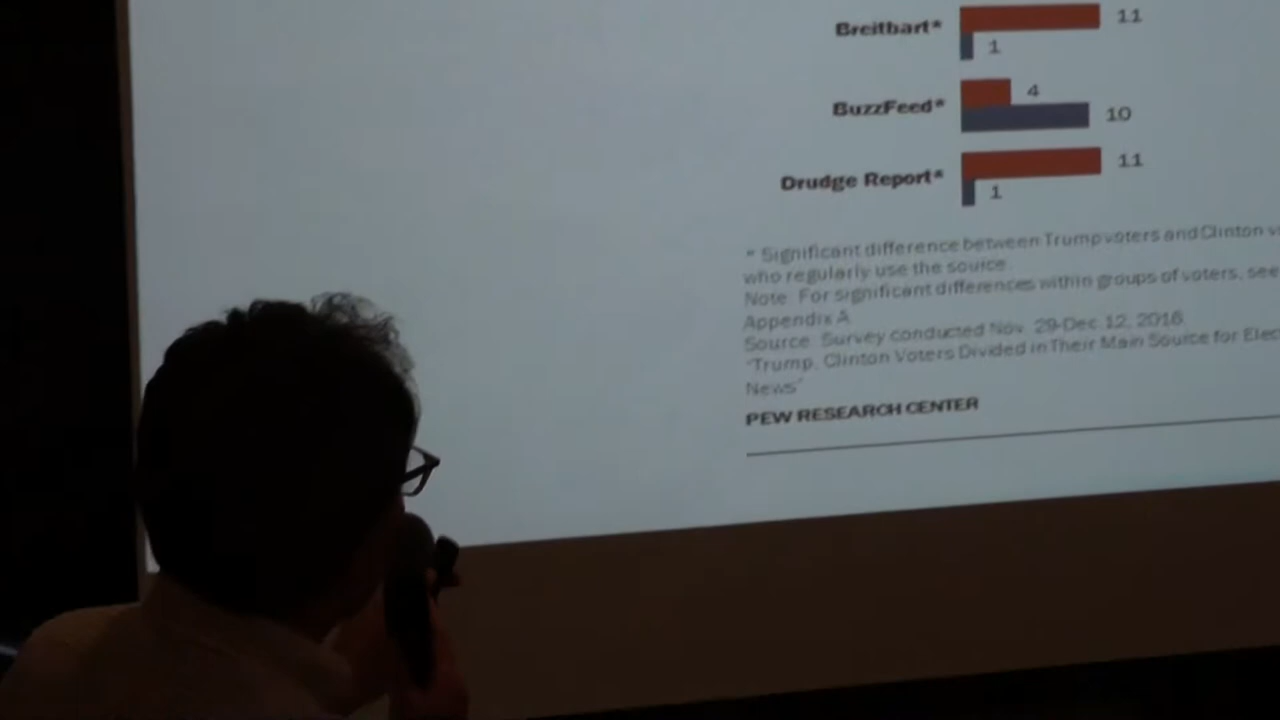 Breitbart*
11
1
BuzzFeed*
4
10
Drudge Report*
11
1
* Significant difference between Trump voters and Clinton
who regularly use the source.
Note: For significant differences within groups of voters, see
Appendix A.
Source: Survey conducted Nov. 29-Dec. 12, 2016.
"Trump, Clinton Voters Divided in Their Main Source for
News"
PEW RESEARCH CENTER